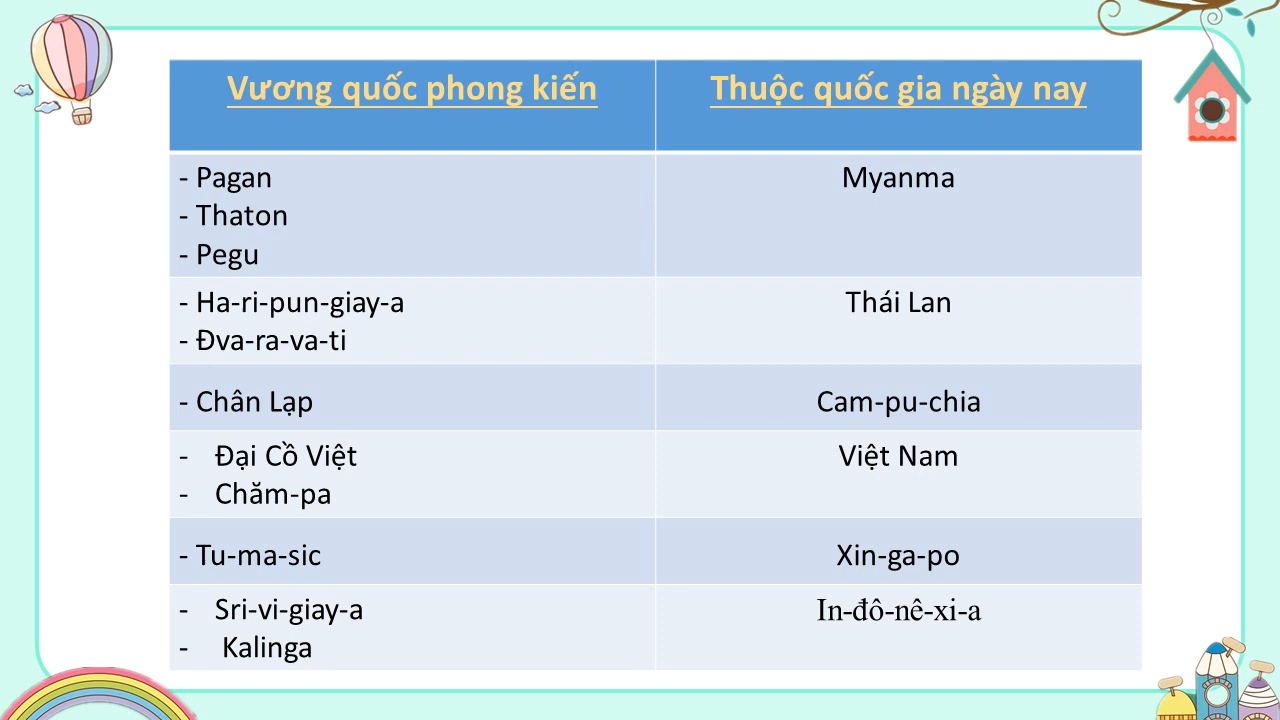 Vương quốc phong kiến
Thuộc quốc gia ngày nay
- Pagan
- Thaton
- Pegu
Myanma
- Ha-ri-pun-giay-a
- Đva-ra-va-ti
Thái Lan
- Chân Lạp
Cam-pu-chia
- Đại Cồ Việt
- Chăm-pa
Việt Nam
- Tu-ma-sic
Xin-ga-po
- Sri-vi-giay-a
- Kalinga
In-đô-nê-xi-a